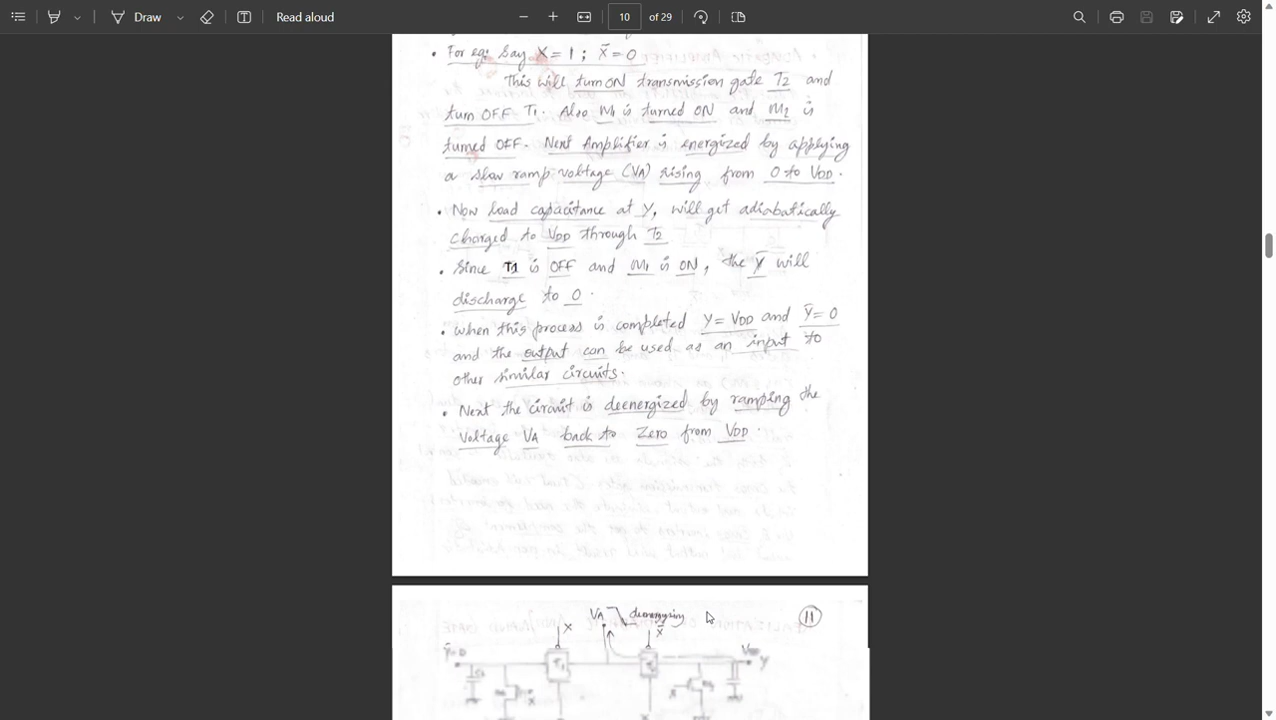 Draw
Read aloud
10 of 29
• For eg: Say X = 1 ; X̄ = 0
This will turn ON transmission gate T2 and
turn OFF T1. Also M1 is turned ON and M2 is
turned OFF. Next Amplifier is energized by applying
a slow ramp voltage (VA) rising from 0 to VDD.
• Now load capacitance at Y, will get adiabatically
charged to VDD through T2
• Since T1 is OFF and M1 is ON, the Ȳ will
discharge to 0.
• When this process is completed Y = VDD and Ȳ = 0
and the output can be used as an input to
other similar circuits.
• Next the circuit is deenergized by ramping the
voltage VA back to Zero from VDD.
VA deenergizing 11
X X̄
Ȳ=0 T1 Y
X